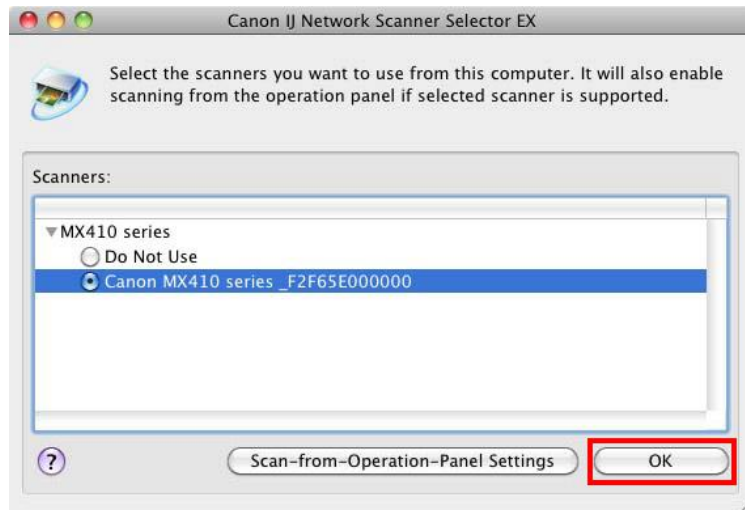 Canon IJ Network Scanner Selector EX
Select the scanners you want to use from this computer. It will also enable
scanning from the operation panel if selected scanner is supported.
Scanners:
MX410 series
Do Not Use
Canon MX410 series _F2F65E000000
?
Scan-from-Operation-Panel Settings
OK